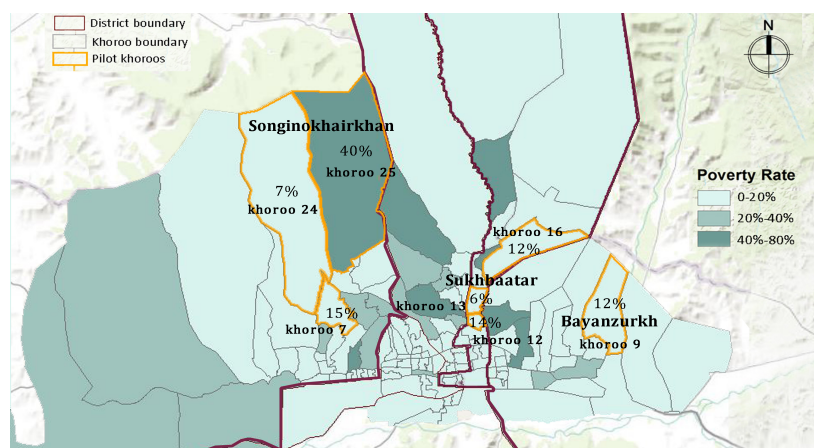 District boundary
Khoroo boundary
Pilot khoroos
N
Songinokhairkhan
40%
khoroo 25
7%
khoroo 24
Poverty Rate
0-20%
20%-40%
40%-80%
khoroo 16
12%
Sukhbaatar
6%
khoroo 13
15%
khoroo 7
14%
khoroo 12
12%
Bayanzurkh
khoroo 9